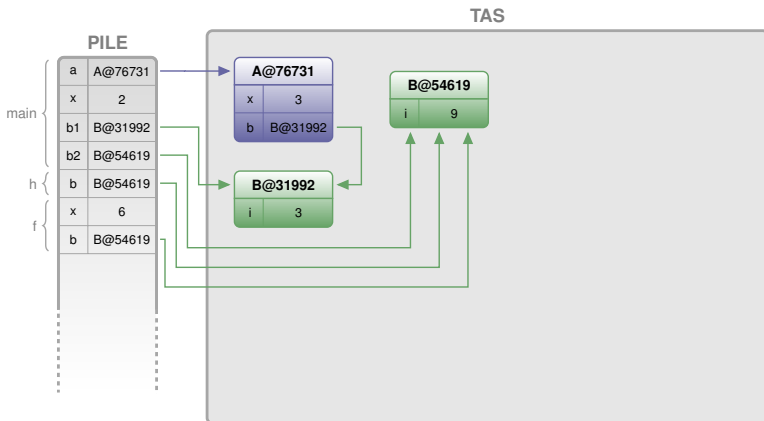 TAS
PILE
main
a A@76731
x 2
b1 B@31992
b2 B@54619
h
b B@54619
f
x 6
b B@54619
A@76731
x 3
b B@31992
B@54619
i 9
B@31992
i 3